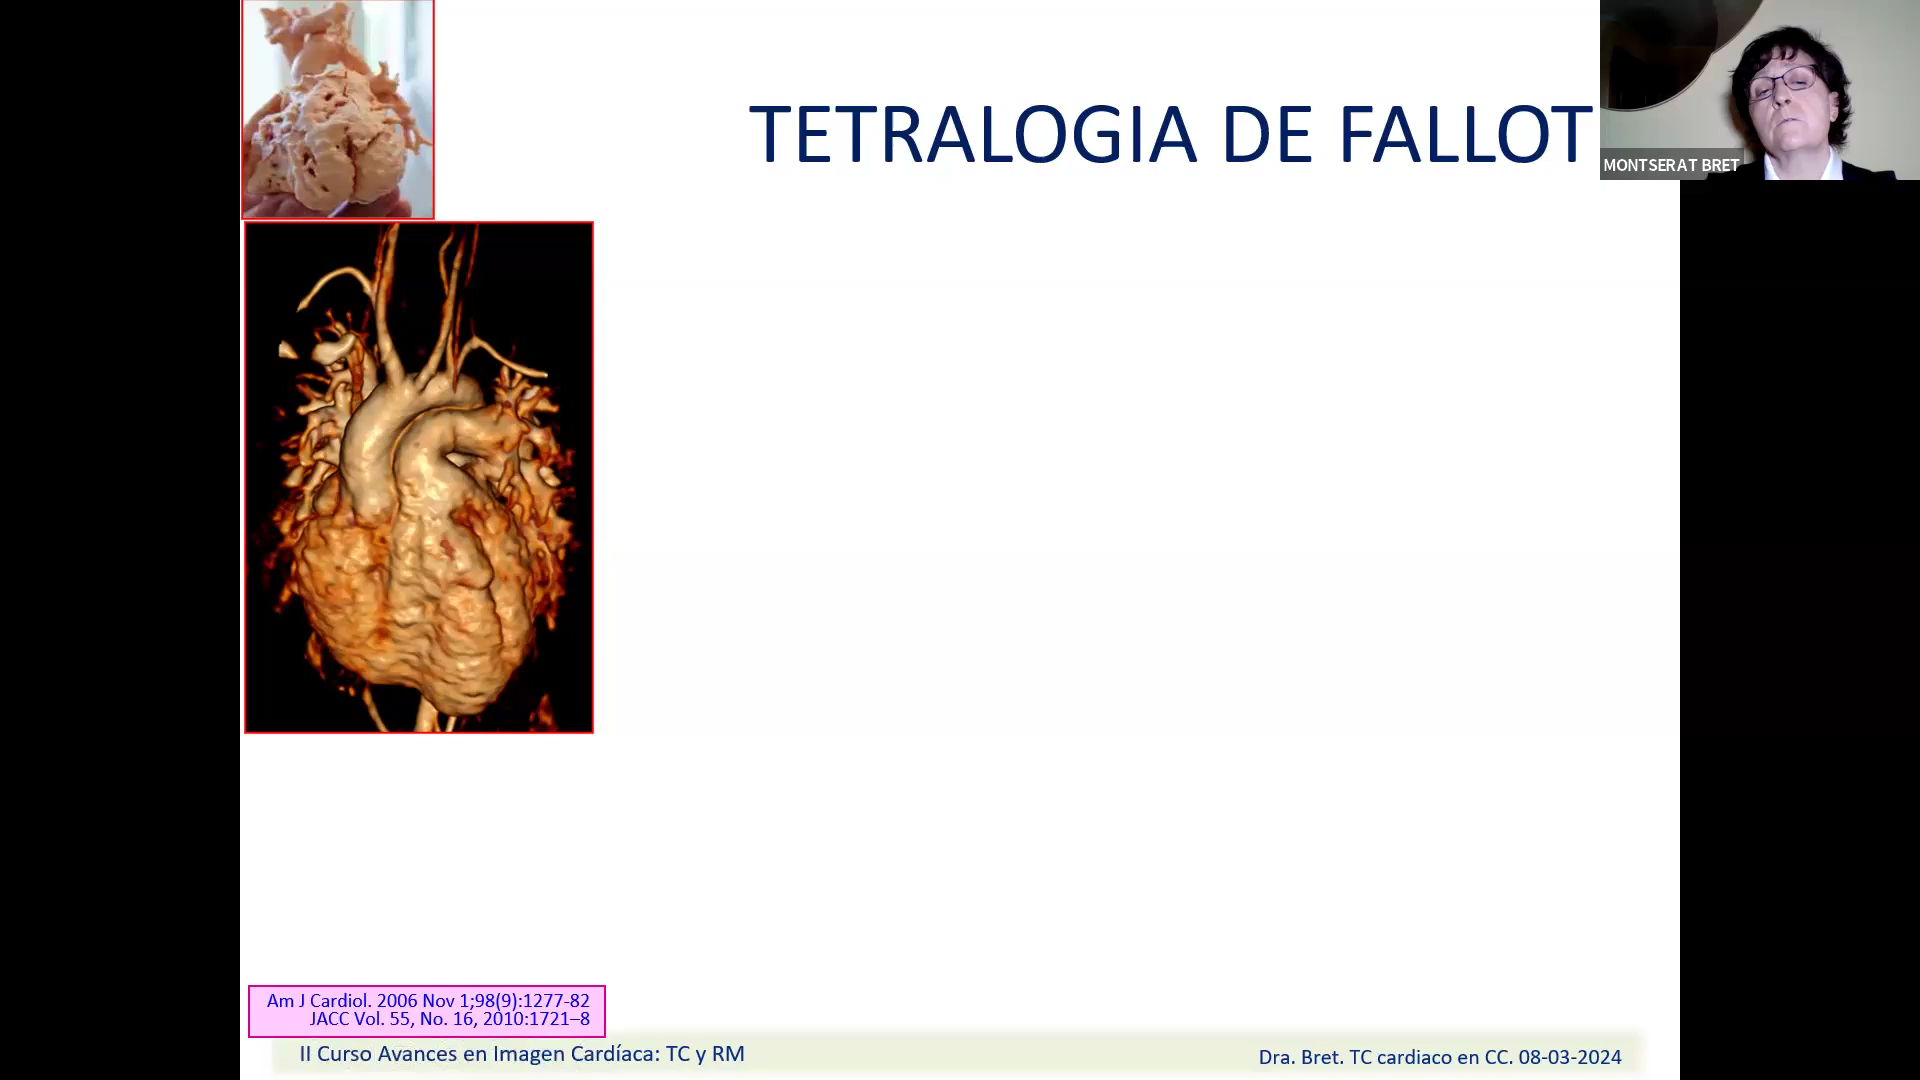 TETRALOGIA DE FALLOT
MONTSERAT BRET
Am J Cardiol. 2006 Nov 1;98(9):1277-82
JACC Vol. 55, No. 16, 2010:1721–8
II Curso Avances en Imagen Cardíaca: TC y RM
Dra. Bret. TC cardiaco en CC. 08-03-2024